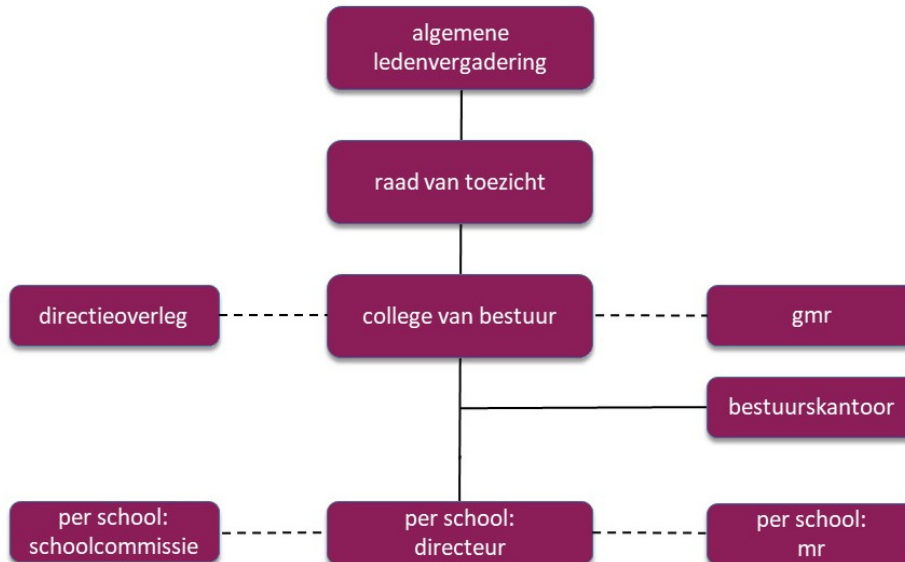 algemene
ledenvergadering
raad van toezicht
directieoverleg
college van bestuur
gmr
bestuurskantoor
per school:
schoolcommissie
per school:
directeur
per school:
mr